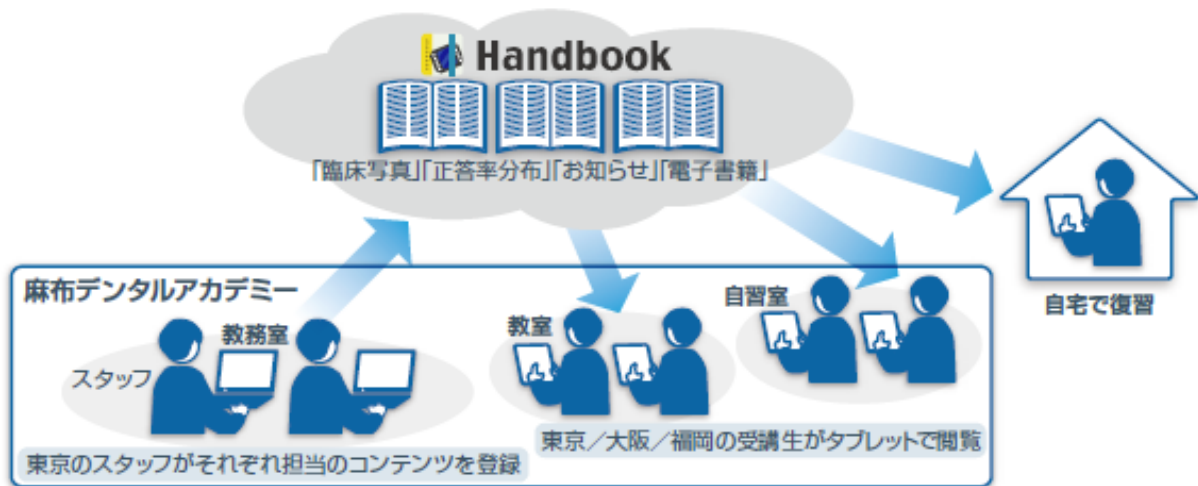 Handbook
「臨床写真」「正答率分布」「お知らせ」「電子書籍」
麻布デンタルアカデミー
教務室
スタッフ
東京のスタッフがそれぞれ担当のコンテンツを登録
教室
自習室
東京／大阪／福岡の受講生がタブレットで閲覧
自宅で復習